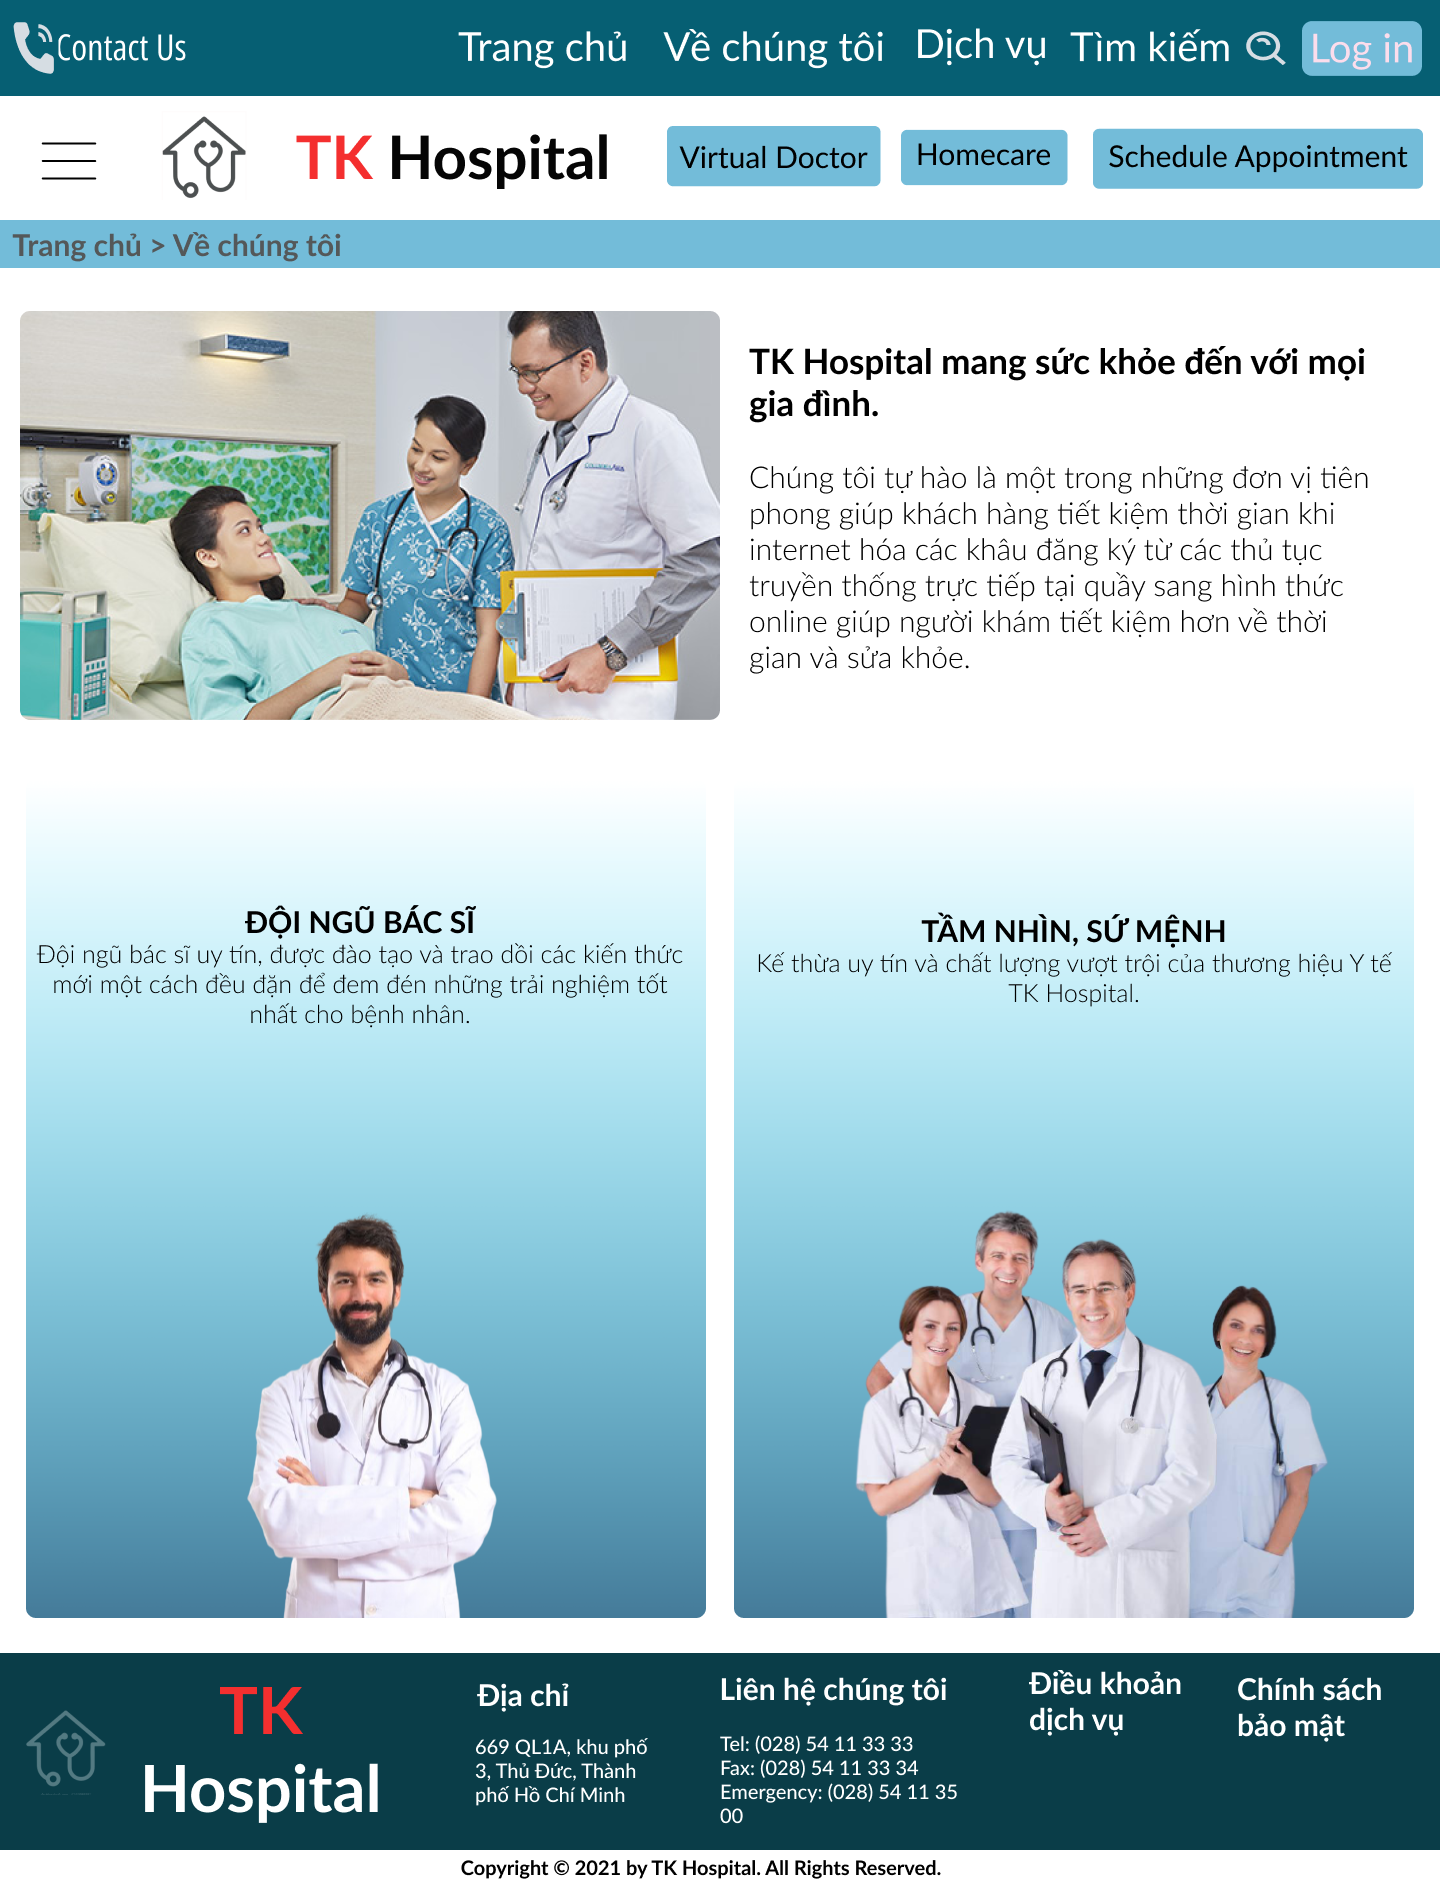 Contact Us
Trang chủ
Về chúng tôi
Dịch vụ
Tìm kiếm
Log in
TK Hospital
Virtual Doctor
Homecare
Schedule Appointment
Trang chủ > Về chúng tôi
TK Hospital mang sức khỏe đến với mọi
gia đình.
Chúng tôi tự hào là một trong những đơn vị tiên
phong giúp khách hàng tiết kiệm thời gian khi
internet hóa các khâu đăng ký từ các thủ tục
truyền thống trực tiếp tại quầy sang hình thức
online giúp người khám tiết kiệm hơn về thời
gian và sửa khỏe.
ĐỘI NGŨ BÁC SĨ
Đội ngũ bác sĩ uy tín, được đào tạo và trao dồi các kiến thức
mới một cách đều đặn để đem đén những trải nghiệm tốt
nhất cho bệnh nhân.
TẦM NHÌN, SỨ MỆNH
Kế thừa uy tín và chất lượng vượt trội của thương hiệu Y tế
TK Hospital.
TK
Hospital
Địa chỉ
669 QL1A, khu phố
3, Thủ Đức, Thành
phố Hồ Chí Minh
Liên hệ chúng tôi
Tel: (028) 54 11 33 33
Fax: (028) 54 11 33 34
Emergency: (028) 54 11 35
00
Điều khoản
dịch vụ
Chính sách
bảo mật
Copyright © 2021 by TK Hospital. All Rights Reserved.